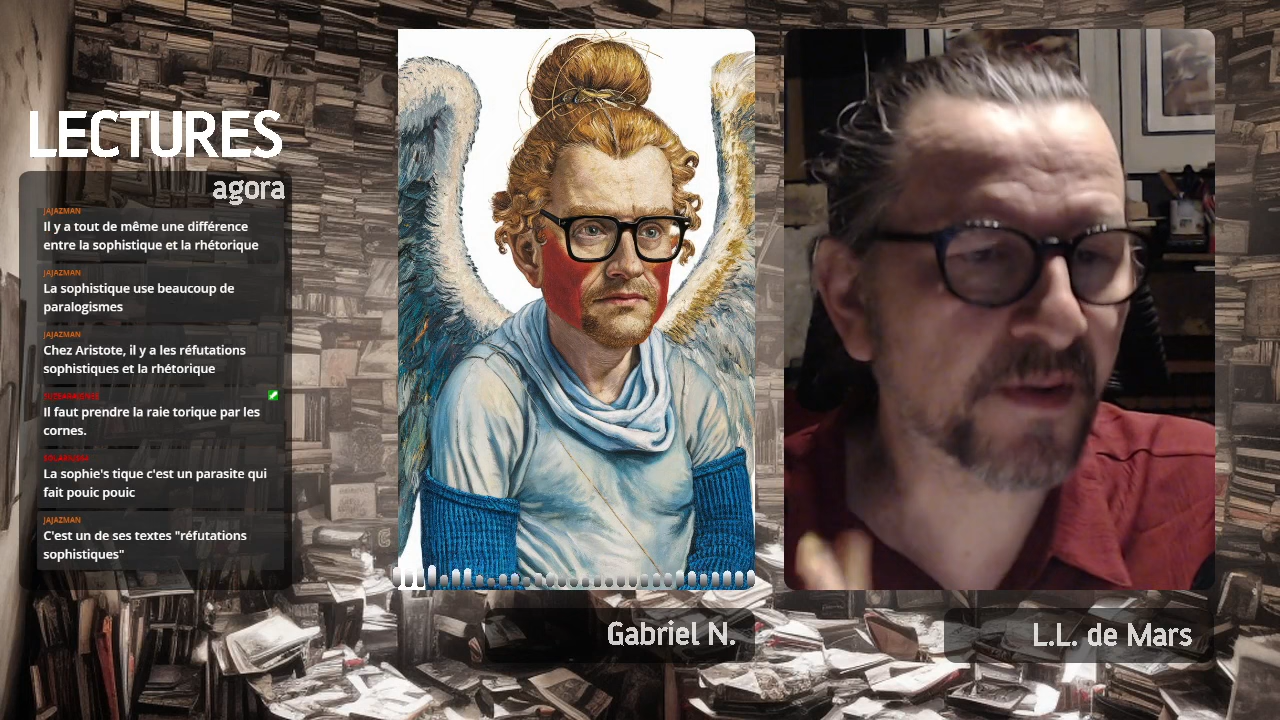 LECTURES
agora
JAJAZMAN
Il y a tout de même une différence
entre la sophistique et la rhétorique
JAJAZMAN
La sophistique use beaucoup de
paralogismes
JAJAZMAN
Chez Aristote, il y a les réfutations
sophistiques et la rhétorique
Il faut prendre la raie torique par les
cornes.
La sophie's tique c'est un parasite qui
fait pouic pouic
JAJAZMAN
C'est un de ses textes "réfutations
sophistiques"
Gabriel N.
L.L. de Mars